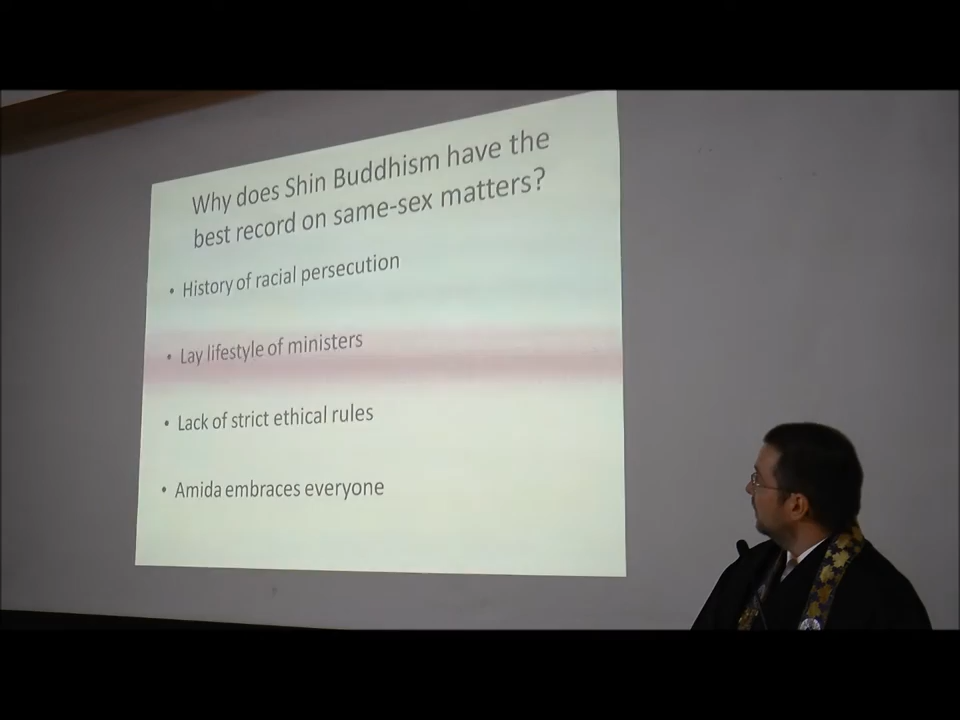 Why does Shin Buddhism have the
best record on same-sex matters?
• History of racial persecution
• Lay lifestyle of ministers
• Lack of strict ethical rules
• Amida embraces everyone